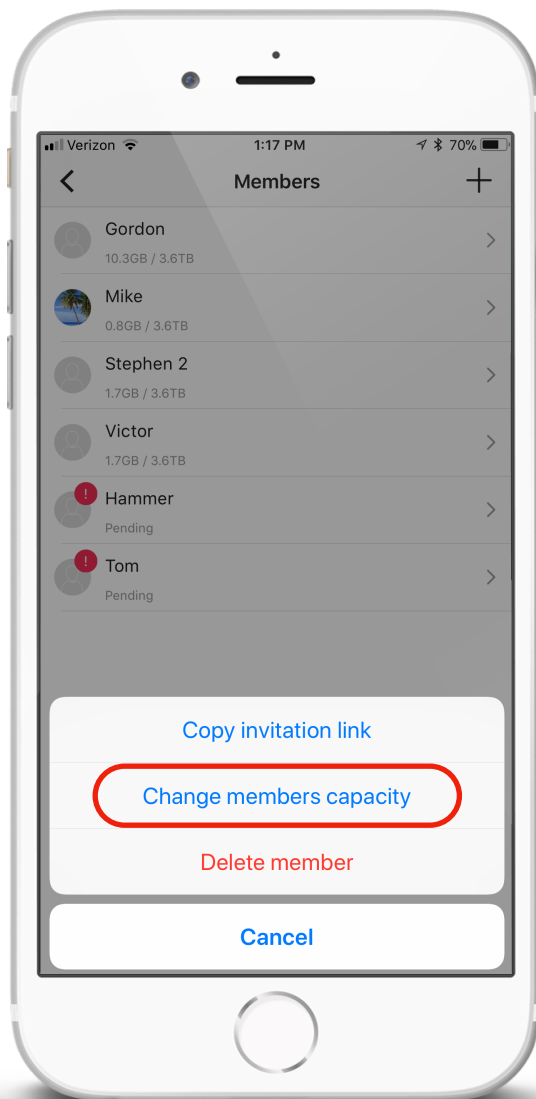 Verizon 1:17 PM 70%
Members
Gordon
10.3GB / 3.6TB
Mike
0.8GB / 3.6TB
Stephen 2
1.7GB / 3.6TB
Victor
1.7GB / 3.6TB
! Hammer
Pending
! Tom
Pending
Copy invitation link
Change members capacity
Delete member
Cancel